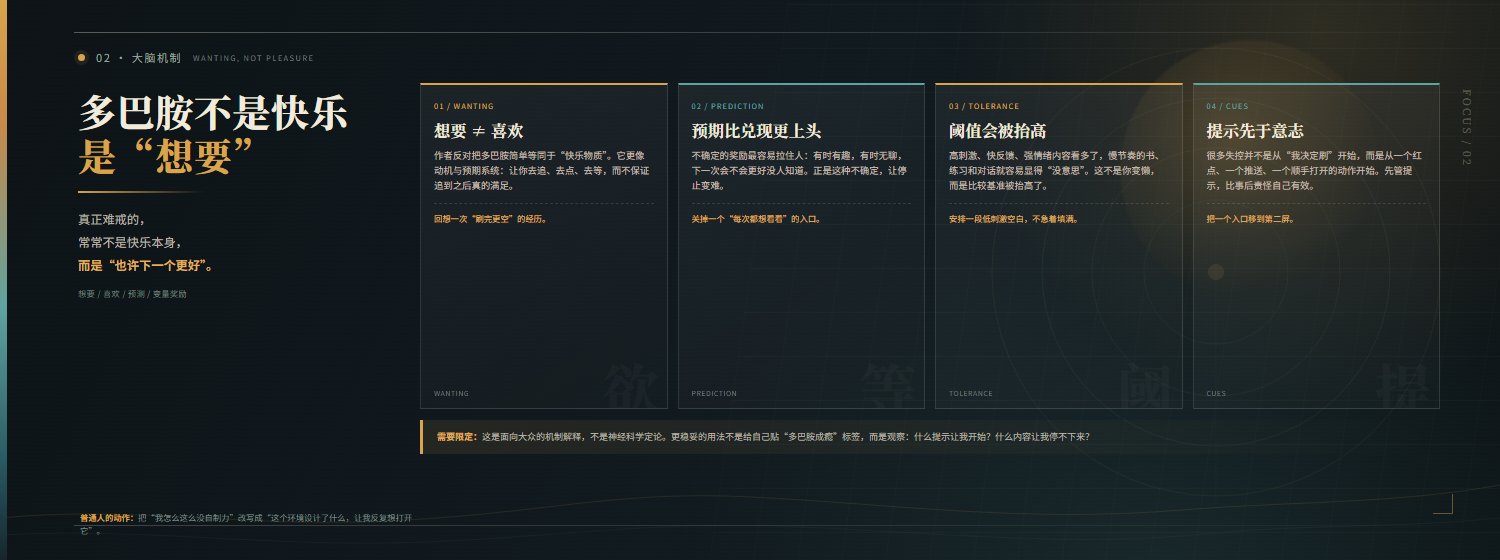 02 · 大脑机制 WANTING, NOT PLEASURE
多巴胺不是快乐
是“想要”
真正难戒的，
常常不是快乐本身，
而是“也许下一个更好”。
想要 / 喜欢 / 预测 / 变量奖励
01 / WANTING
想要 ≠ 喜欢
作者反对把多巴胺简单等同于“快乐物质”。它更像
动机与预期系统：让你去追、去点、去等，而不保证
追到之后真的满足。
回想一次“刷完更空”的经历。
WANTING
欲
02 / PREDICTION
预期比兑现更上头
不确定的奖励最容易拉住人：有时有趣，有时无聊，
下一次会不会更好没人知道。正是这种不确定，让停
止变难。
关掉一个“每次都想看看”的入口。
PREDICTION
等
03 / TOLERANCE
阈值会被抬高
高刺激、快反馈、强情绪内容看多了，慢节奏的书、
练习和对话就容易显得“没意思”。这不是你变懒，
而是比较基准被抬高了。
安排一段低刺激空白，不急着填满。
TOLERANCE
阈
04 / CUES
提示先于意志
很多失控并不是从“我决定刷”开始，而是从一个红
点、一个推送、一个顺手打开的动作开始。先管提
示，比事后责怪自己有效。
把一个入口移到第二屏。
CUES
提
FOCUS / 02
需要限定：这是面向大众的机制解释，不是神经科学定论。更稳妥的用法不是给自己贴“多巴胺成瘾”标签，而是观察：什么提示让我开始？什么内容让我停不下来？
普通人的动作：把“我怎么这么没自制力”改写成“这个环境设计了什么，让我反复想打开
它”。